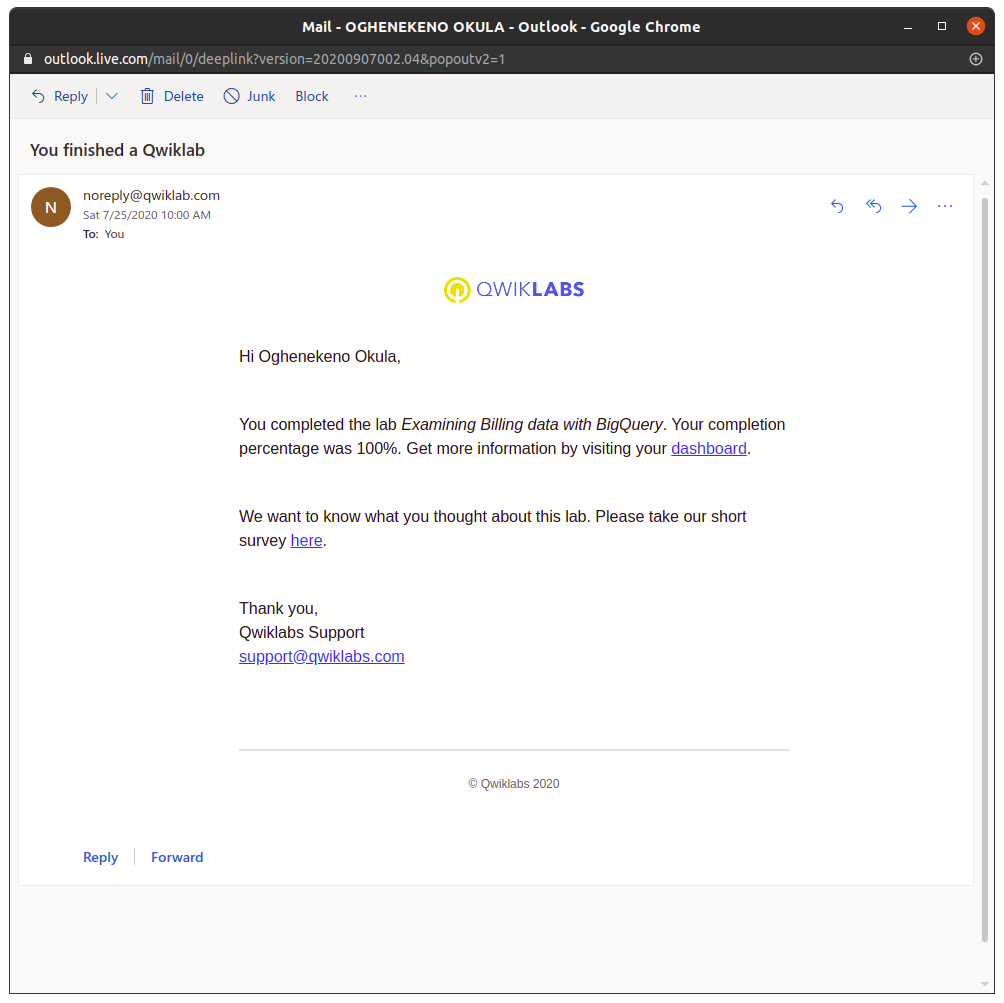 Mail - OGHENEKENO OKULA - Outlook - Google Chrome
outlook.live.com/mail/0/deeplink?version=20200907002.04&popoutv2=1
Reply Delete Junk Block ...
You finished a Qwiklab
N
noreply@qwiklab.com
Sat 7/25/2020 10:00 AM
To: You
QWIKLABS
Hi Oghenekeno Okula,
You completed the lab Examining Billing data with BigQuery. Your completion
percentage was 100%. Get more information by visiting your dashboard.
We want to know what you thought about this lab. Please take our short
survey here.
Thank you,
Qwiklabs Support
support@qwiklabs.com
© Qwiklabs 2020
Reply Forward